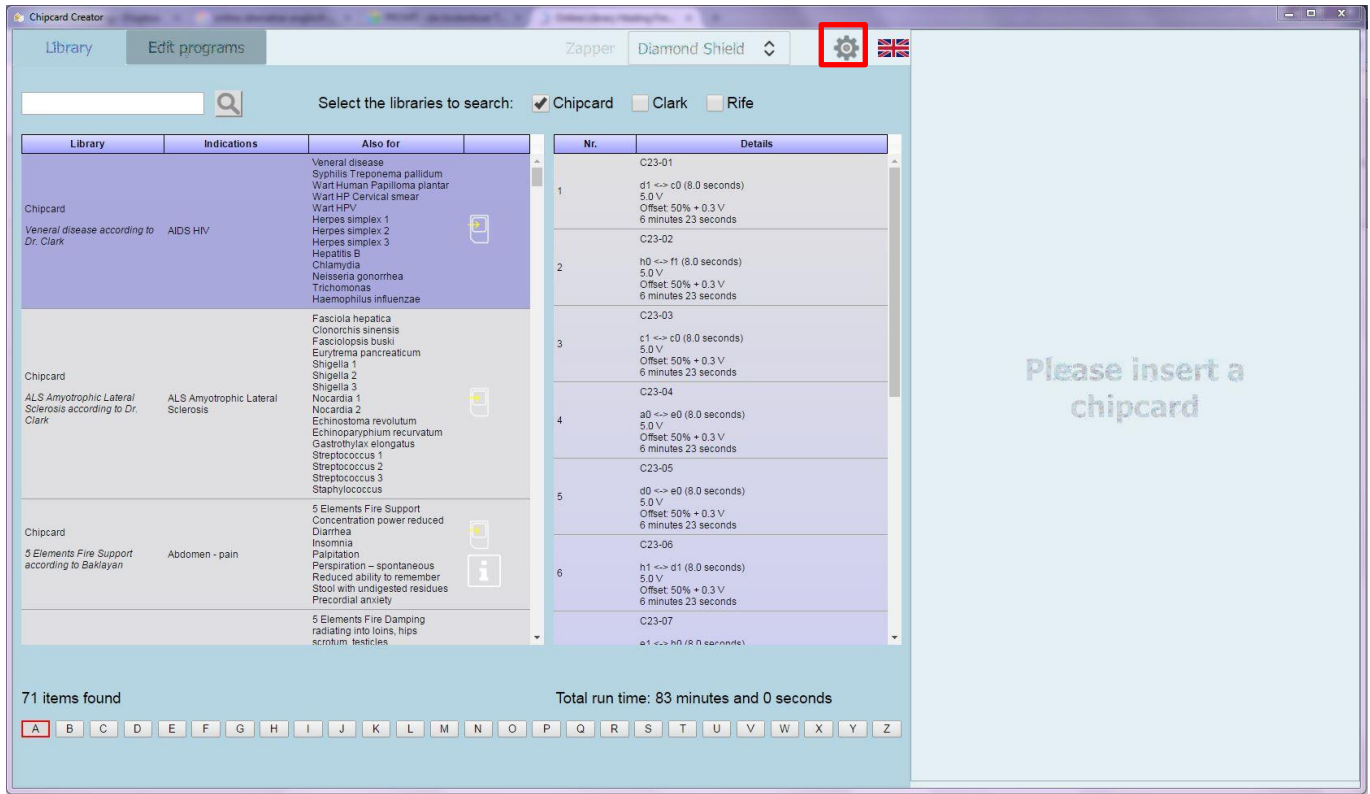 Chipcard Creator
Library
Edit programs
Zapper
Diamond Shield
Select the libraries to search:
Chipcard
Clark
Rife
Library
Indications
Also for
Chipcard
Veneral disease according to
Dr. Clark
AIDS HIV
Veneral disease
Syphilis Treponema pallidum
Wart Human Papilloma plantar
Wart HP Cervical smear
Wart HPV
Herpes simplex 1
Herpes simplex 2
Herpes simplex 3
Hepatitis B
Chlamydia
Neisseria gonorrhea
Trichomonas
Haemophilus influenzae
Chipcard
ALS Amyotrophic Lateral
Sclerosis according to Dr.
Clark
ALS Amyotrophic Lateral
Sclerosis
Fasciola hepatica
Clonorchis sinensis
Fasciolopsis buski
Eurytrema pancreaticum
Shigella 1
Shigella 2
Shigella 3
Nocardia 1
Nocardia 2
Echinostoma revolutum
Echinoparyphium recurvatum
Gastrothylax elongatus
Streptococcus 1
Streptococcus 2
Streptococcus 3
Staphylococcus
Chipcard
5 Elements Fire Support
according to Baklayan
Abdomen - pain
5 Elements Fire Support
Concentration power reduced
Diarrhea
Insomnia
Palpitation
Perspiration – spontaneous
Reduced ability to remember
Stool with undigested residues
Precordial anxiety
i
5 Elements Fire Damping
radiating into loins, hips
scrotum, testicles
Nr.
Details
1
C23-01
d1 <-> c0 (8.0 seconds)
5.0 V
Offset: 50% + 0.3 V
6 minutes 23 seconds
2
C23-02
h0 <-> f1 (8.0 seconds)
5.0 V
Offset: 50% + 0.3 V
6 minutes 23 seconds
3
C23-03
c1 <-> c0 (8.0 seconds)
5.0 V
Offset: 50% + 0.3 V
6 minutes 23 seconds
4
C23-04
a0 <-> e0 (8.0 seconds)
5.0 V
Offset: 50% + 0.3 V
6 minutes 23 seconds
5
C23-05
d0 <-> e0 (8.0 seconds)
5.0 V
Offset: 50% + 0.3 V
6 minutes 23 seconds
6
C23-06
h1 <-> d1 (8.0 seconds)
5.0 V
Offset: 50% + 0.3 V
6 minutes 23 seconds
C23-07
e1 <-> h0 (8.0 seconds)
Please insert a
chipcard
71 items found
Total run time: 83 minutes and 0 seconds
A B C D E F G H I J K L M N O P Q R S T U V W X Y Z